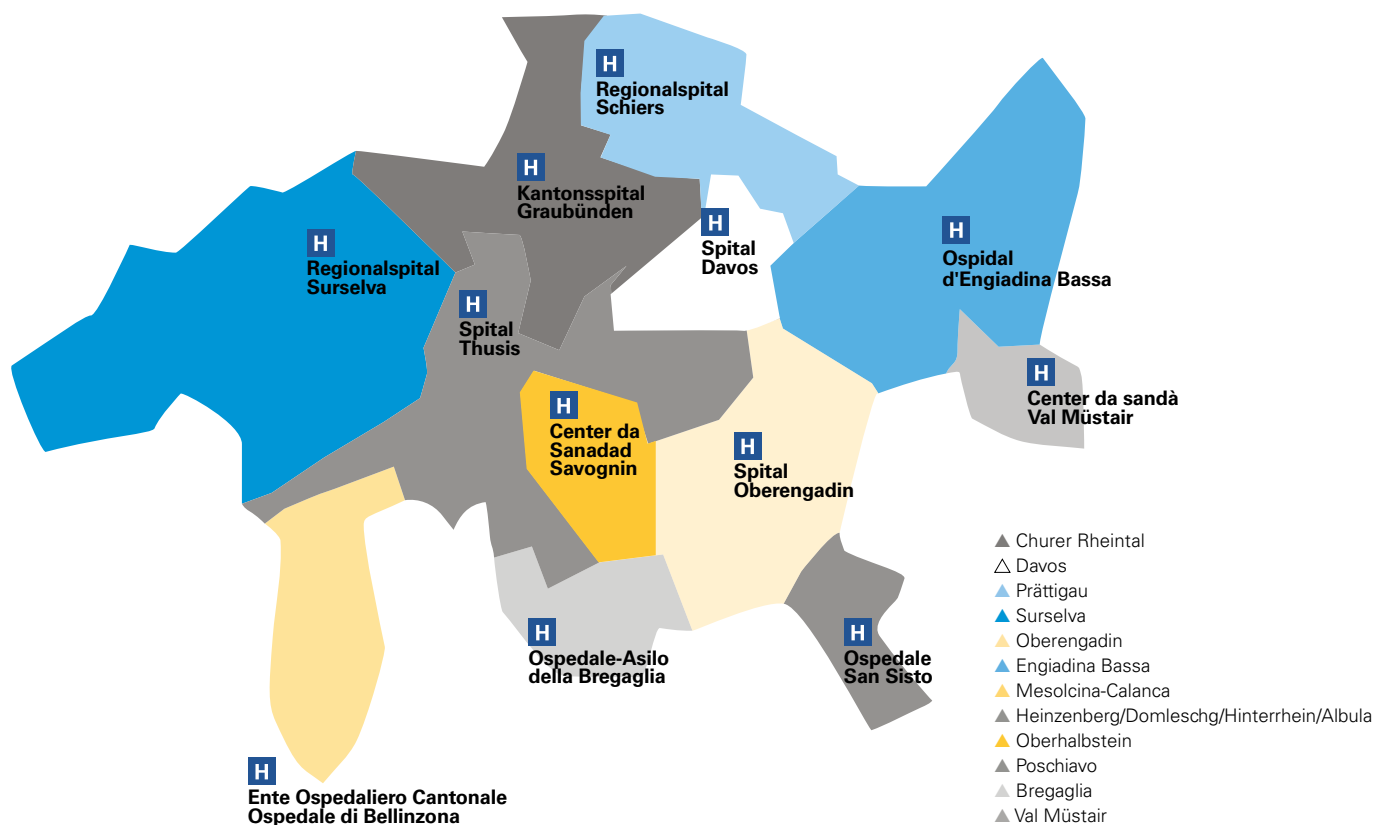 H
Regionalspital
Schiers
H
Kantonsspital
Graubünden
H
Spital
Davos
H
Ospidal
d'Engiadina Bassa
H
Regionalspital
Surselva
H
Spital
Thusis
H
Center da sandà
Val Müstair
H
Center da
Sanadad
Savognin
H
Spital
Oberengadin
H
Ospedale-Asilo
della Bregaglia
H
Ospedale
San Sisto
H
Ente Ospedaliero Cantonale
Ospedale di Bellinzona
Churer Rheintal
Davos
Prättigau
Surselva
Oberengadin
Engiadina Bassa
Mesolcina-Calanca
Heinzenberg/Domleschg/Hinterrhein/Albula
Oberhalbstein
Poschiavo
Bregaglia
Val Müstair